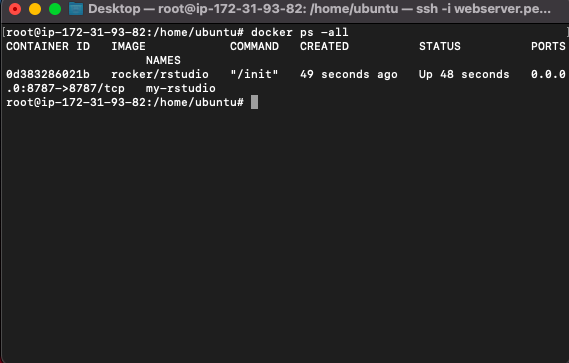 Desktop — root@ip-172-31-93-82: /home/ubuntu — ssh -i webserver.pe...
[root@ip-172-31-93-82:/home/ubuntu# docker ps -all ]
CONTAINER ID   IMAGE            COMMAND   CREATED          STATUS          PORTS
NAMES
0d383286021b   rocker/rstudio   "/init"   49 seconds ago   Up 48 seconds   0.0.0
.0:8787->8787/tcp   my-rstudio
root@ip-172-31-93-82:/home/ubuntu#